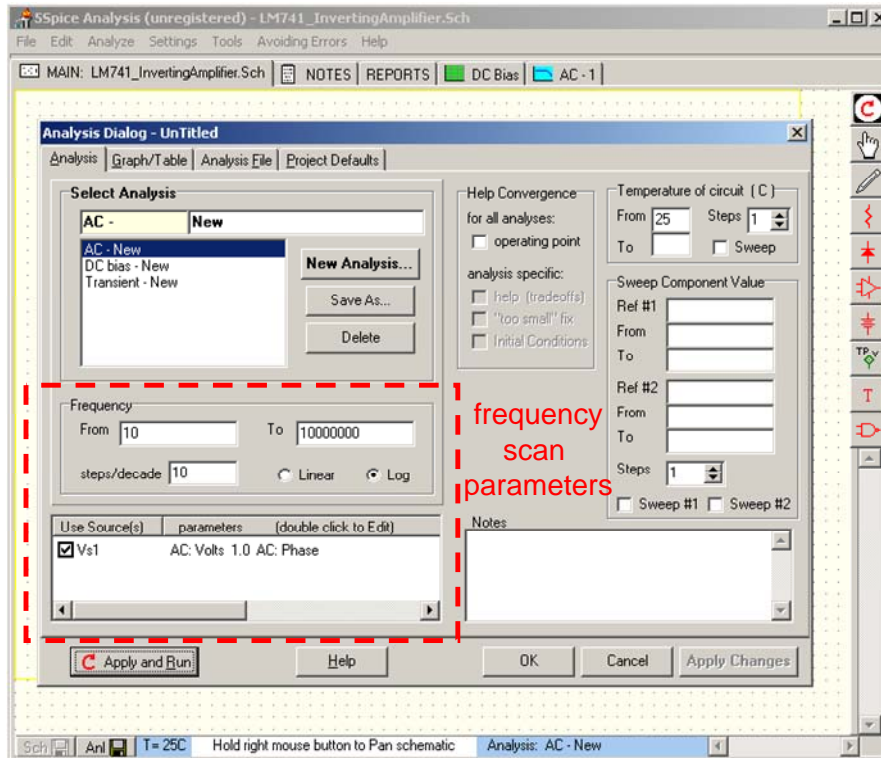 5Spice Analysis (unregistered) - LM741_InvertingAmplifier.Sch
File Edit Analyze Settings Tools Avoiding Errors Help
MAIN: LM741_InvertingAmplifier.Sch NOTES REPORTS DC Bias AC - 1
Analysis Dialog - UnTitled
Analysis Graph/Table Analysis File Project Defaults
Select Analysis
AC - New
AC - New
DC bias - New
Transient - New
New Analysis...
Save As...
Delete
Help Convergence
for all analyses:
operating point
analysis specific:
help (tradeoffs)
"too small" fix
Initial Conditions
Temperature of circuit ( C )
From 25 Steps 1
To Sweep
Sweep Component Value
Ref #1
From
To
Ref #2
From
To
Steps 1
Sweep #1 Sweep #2
Frequency
From 10 To 10000000
steps/decade 10 Linear Log
frequency
scan
parameters
Use Source(s) parameters (double click to Edit)
Vs1 AC: Volts 1.0 AC: Phase
Notes
C Apply and Run Help OK Cancel Apply Changes
C
TP v
T
Sch Anl T= 25C Hold right mouse button to Pan schematic Analysis: AC - New